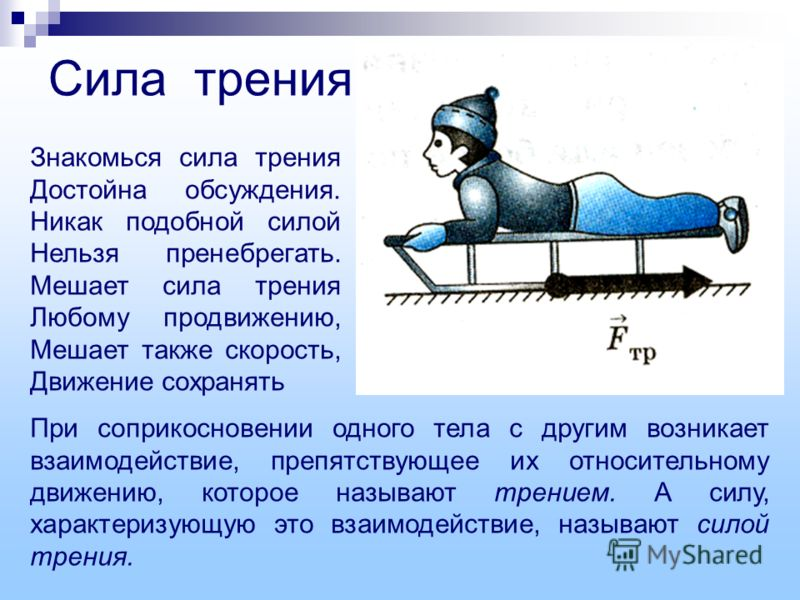 Сила трения
Знакомься сила трения
Достойна обсуждения.
Никак подобной силой
Нельзя пренебрегать.
Мешает сила трения
Любому продвижению,
Мешает также скорость,
Движение сохранять
F тр
При соприкосновении одного тела с другим возникает
взаимодействие, препятствующее их относительному
движению, которое называют трением. А силу,
характеризующую это взаимодействие, называют силой
трения.
MyShared